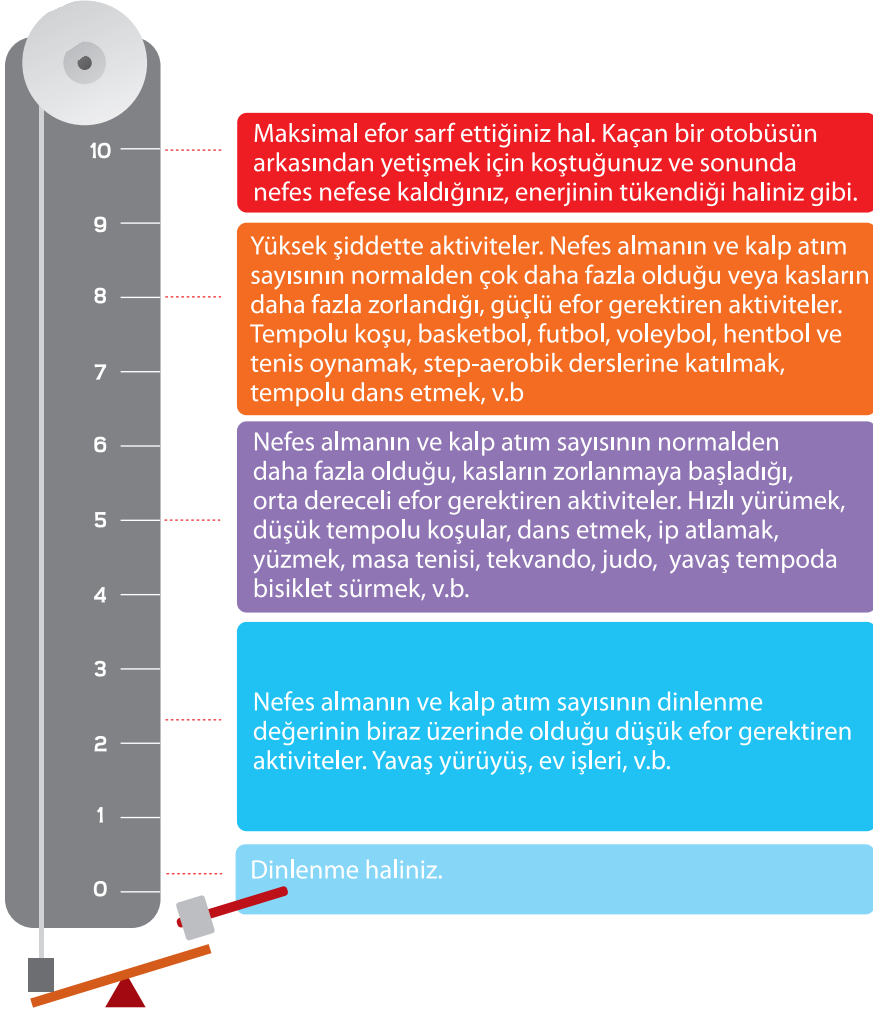 10
Maksimal efor sarf ettiğiniz hal. Kaçan bir otobüsün
arkasından yetişmek için koştuğunuz ve sonunda
nefes nefese kaldığınız, enerjinin tükendiği haliniz gibi.
9
8
7
Yüksek şiddette aktiviteler. Nefes almanın ve kalp atım
sayısının normalden çok daha fazla olduğu veya kasların
daha fazla zorlandığı, güçlü efor gerektiren aktiviteler.
Tempolu koşu, basketbol, futbol, voleybol, hentbol ve
tenis oynamak, step-aerobik derslerine katılmak,
tempolu dans etmek, v.b
6
5
4
Nefes almanın ve kalp atım sayısının normalden
daha fazla olduğu, kasların zorlanmaya başladığı,
orta dereceli efor gerektiren aktiviteler. Hızlı yürümek,
düşük tempolu koşular, dans etmek, ip atlamak,
yüzmek, masa tenisi, tekvando, judo, yavaş tempoda
bisiklet sürmek, v.b.
3
2
1
Nefes almanın ve kalp atım sayısının dinlenme
değerinin biraz üzerinde olduğu düşük efor gerektiren
aktiviteler. Yavaş yürüyüş, ev işleri, v.b.
0
Dinlenme haliniz.